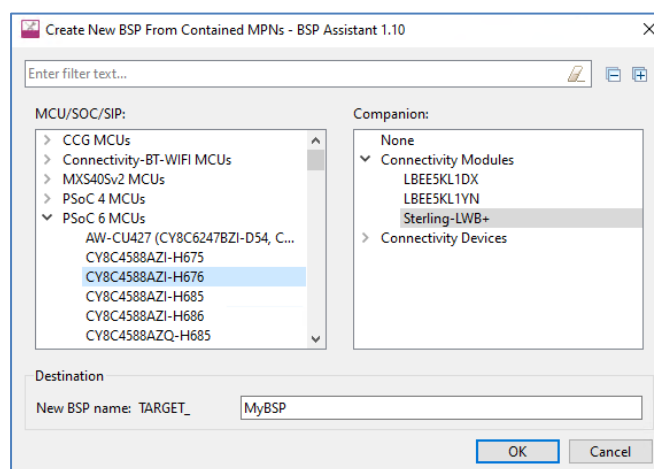 Create New BSP From Contained MPNs - BSP Assistant 1.10
Enter filter text...
MCU/SOC/SIP:
CCG MCUs
Connectivity-BT-WIFI MCUs
MXS40Sv2 MCUs
PSoC 4 MCUs
PSoC 6 MCUs
AW-CU427 (CY8C6247BZI-D54, C...
CY8C4588AZI-H675
CY8C4588AZI-H676
CY8C4588AZI-H685
CY8C4588AZI-H686
CY8C4588AZQ-H685
Companion:
None
Connectivity Modules
LBEE5KL1DX
LBEE5KL1YN
Sterling-LWB+
Connectivity Devices
Destination
New BSP name: TARGET_ MyBSP
OK Cancel